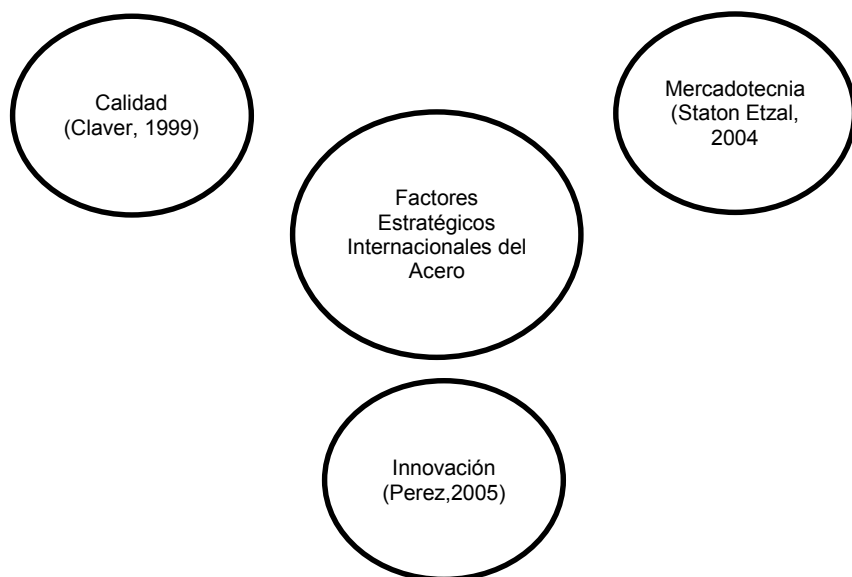 Calidad
(Claver, 1999)
Mercadotecnia
(Staton Etzal,
2004
Factores
Estratégicos
Internacionales del
Acero
Innovación
(Perez,2005)